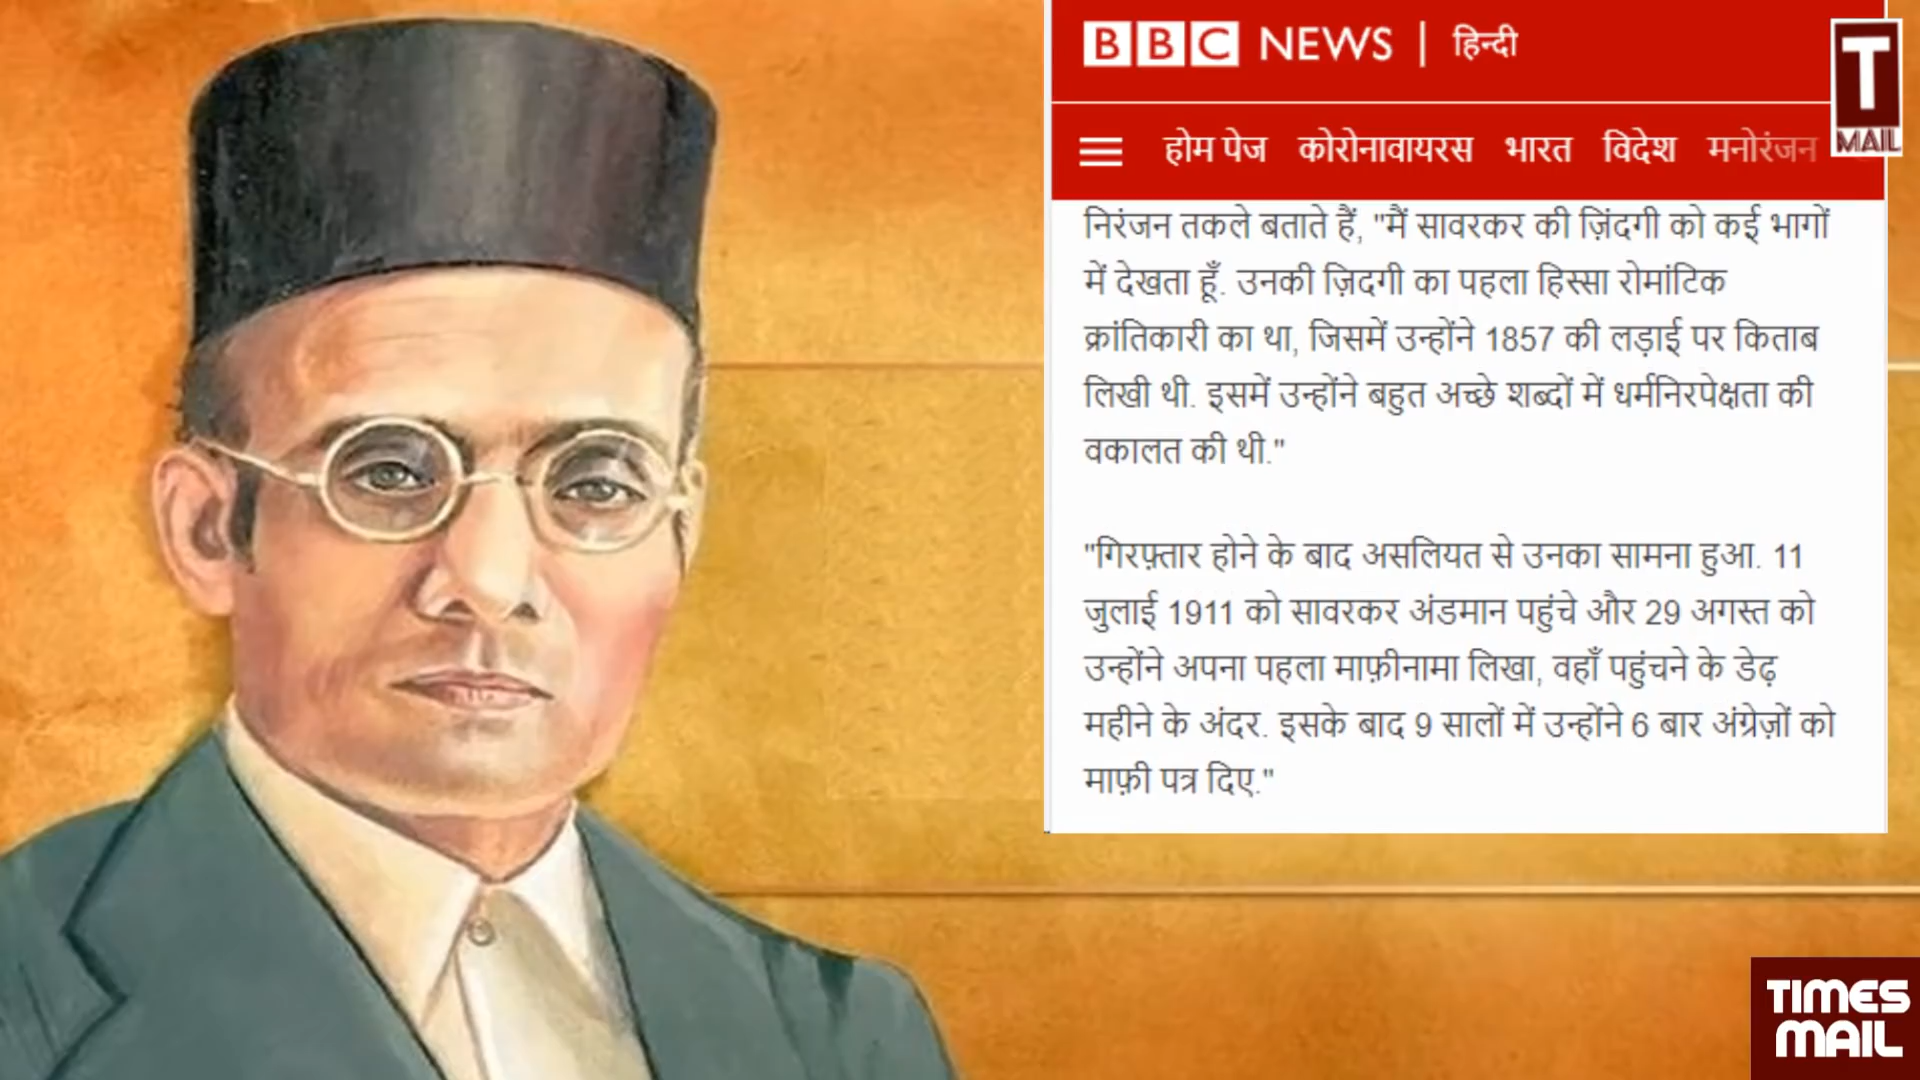 BBC NEWS | हिन्दी
T
MAIL
होम पेज कोरोनावायरस भारत विदेश मनोरंजन
निरंजन तकले बताते हैं, "मैं सावरकर की ज़िंदगी को कई भागों
में देखता हूँ. उनकी ज़िदगी का पहला हिस्सा रोमांटिक
क्रांतिकारी का था, जिसमें उन्होंने 1857 की लड़ाई पर किताब
लिखी थी. इसमें उन्होंने बहुत अच्छे शब्दों में धर्मनिरपेक्षता की
वकालत की थी."
"गिरफ़्तार होने के बाद असलियत से उनका सामना हुआ. 11
जुलाई 1911 को सावरकर अंडमान पहुंचे और 29 अगस्त को
उन्होंने अपना पहला माफ़ीनामा लिखा, वहाँ पहुंचने के डेढ़
महीने के अंदर. इसके बाद 9 सालों में उन्होंने 6 बार अंग्रेज़ों को
माफ़ी पत्र दिए."
TIMES
MAIL